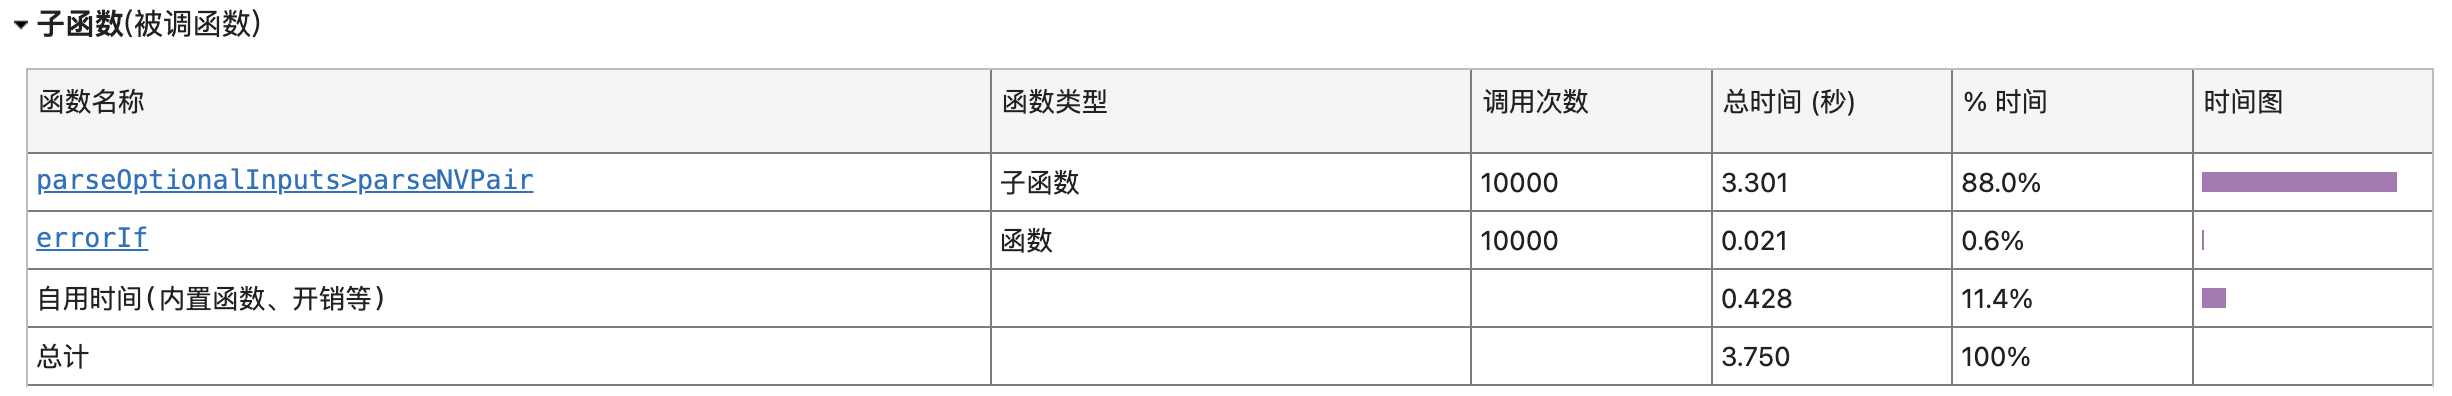 子函数(被调函数)
函数名称 函数类型 调用次数 总时间 (秒) % 时间 时间图
parseOptionalInputs>parseNVPair 子函数 10000 3.301 88.0%
errorIf 函数 10000 0.021 0.6%
自用时间(内置函数、开销等) 0.428 11.4%
总计 3.750 100%